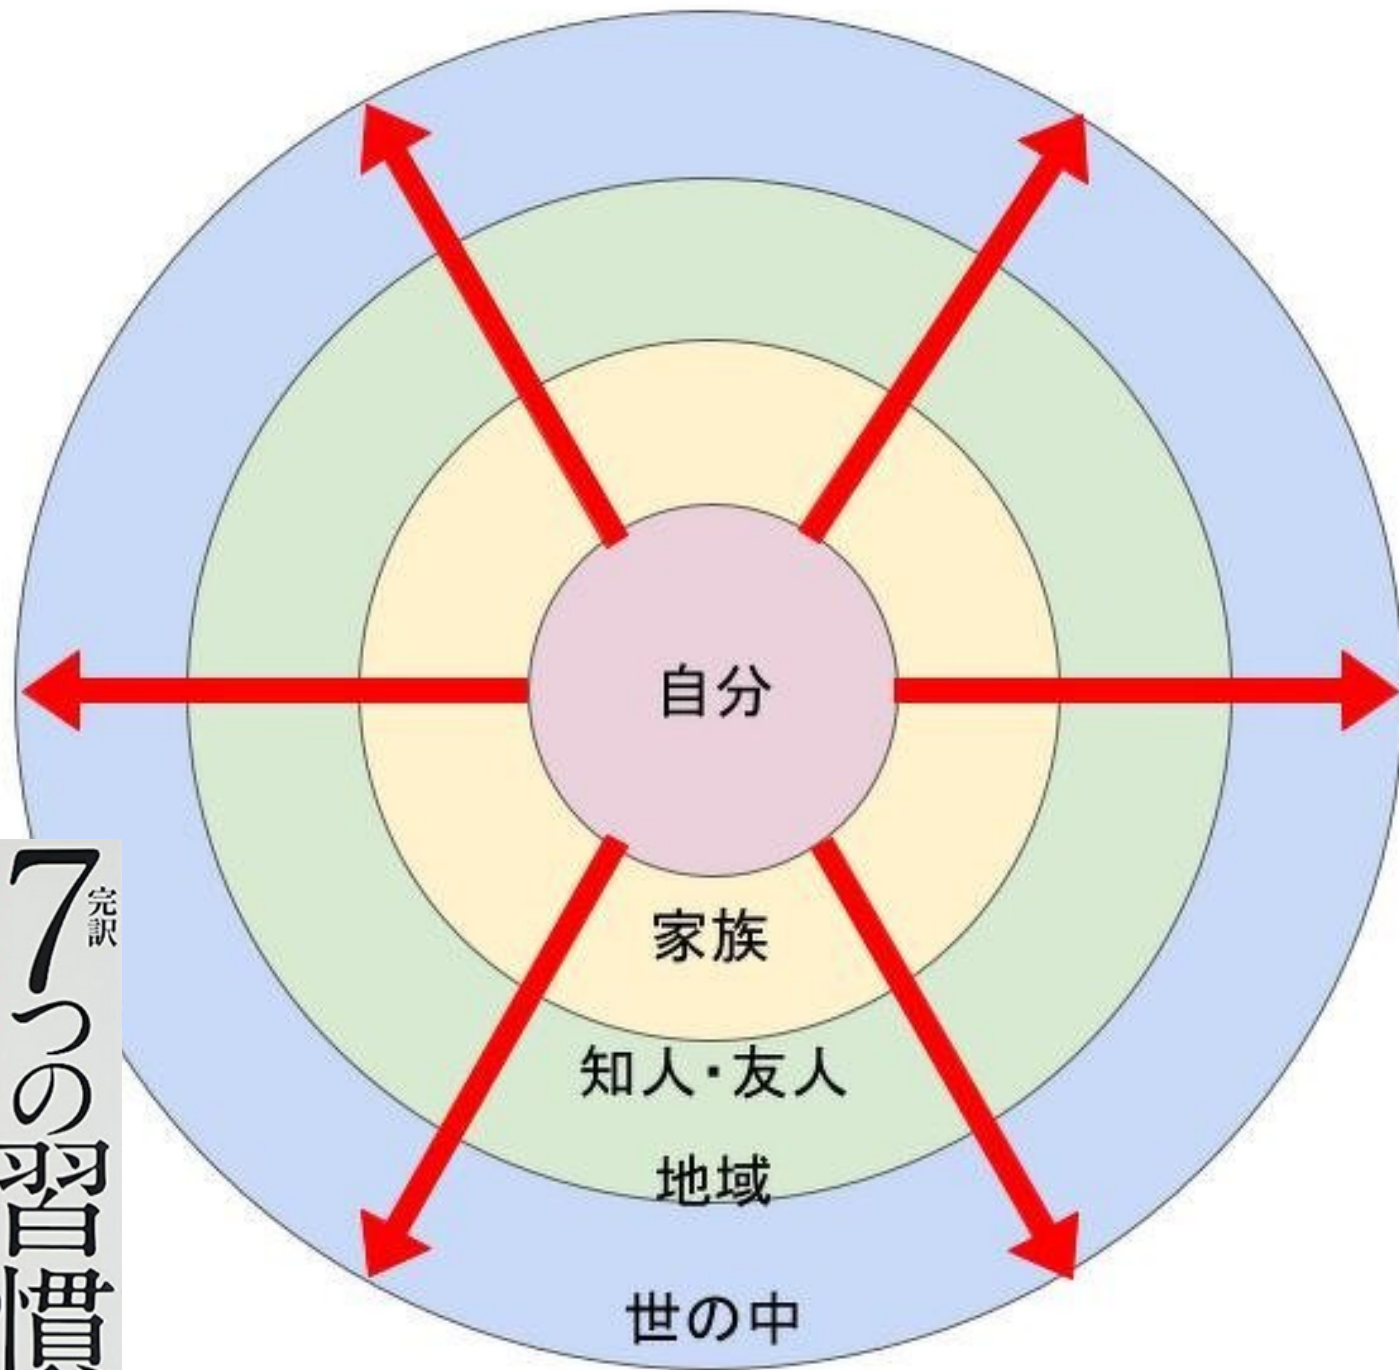 自分
家族
知人・友人
地域
世の中
完訳
7つの習慣